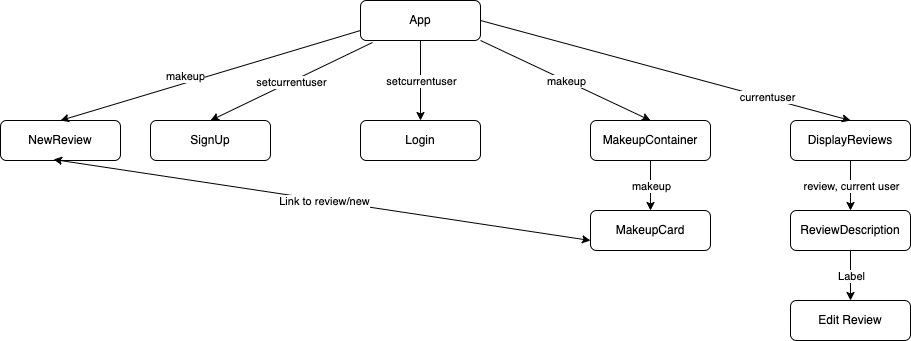 App
makeup
setcurrentuser
setcurrentuser
makeup
currentuser
NewReview
SignUp
Login
MakeupContainer
DisplayReviews
makeup
review, current user
Link to review/new
MakeupCard
ReviewDescription
Label
Edit Review